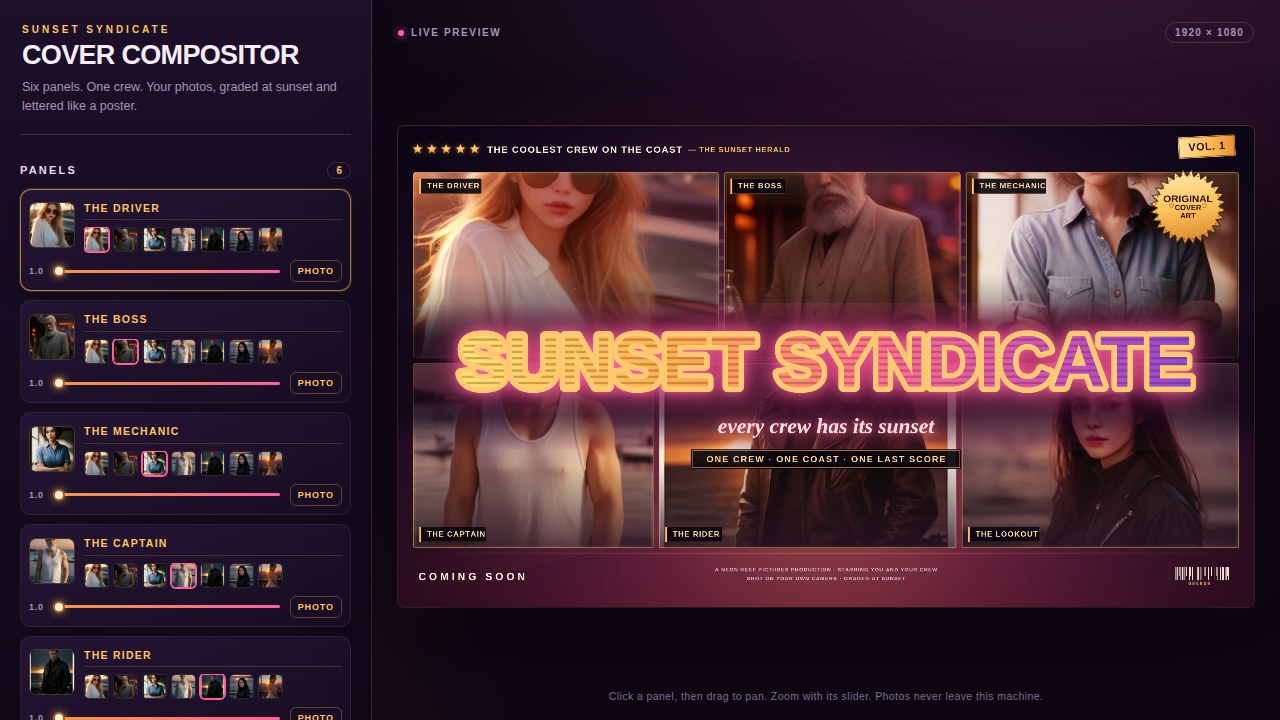 SUNSET SYNDICATE
COVER COMPOSITOR
Six panels. One crew. Your photos, graded at sunset and
lettered like a poster.
PANELS
6
THE DRIVER
1.0
PHOTO
THE BOSS
1.0
PHOTO
THE MECHANIC
1.0
PHOTO
THE CAPTAIN
1.0
PHOTO
THE RIDER
1.0
PHOTO
LIVE PREVIEW
1920 × 1080
★★★★★ THE COOLEST CREW ON THE COAST — THE SUNSET HERALD
VOL. 1
THE DRIVER
THE BOSS
THE MECHANIC
ORIGINAL
COVER
ART
SUNSET SYNDICATE
every crew has its sunset
ONE CREW · ONE COAST · ONE LAST SCORE
THE CAPTAIN
THE RIDER
THE LOOKOUT
COMING SOON
A NEON REEF PICTURES PRODUCTION · STARRING YOU AND YOUR CREW
SHOT ON YOUR OWN CAMERA · GRADED AT SUNSET
Click a panel, then drag to pan. Zoom with its slider. Photos never leave this machine.